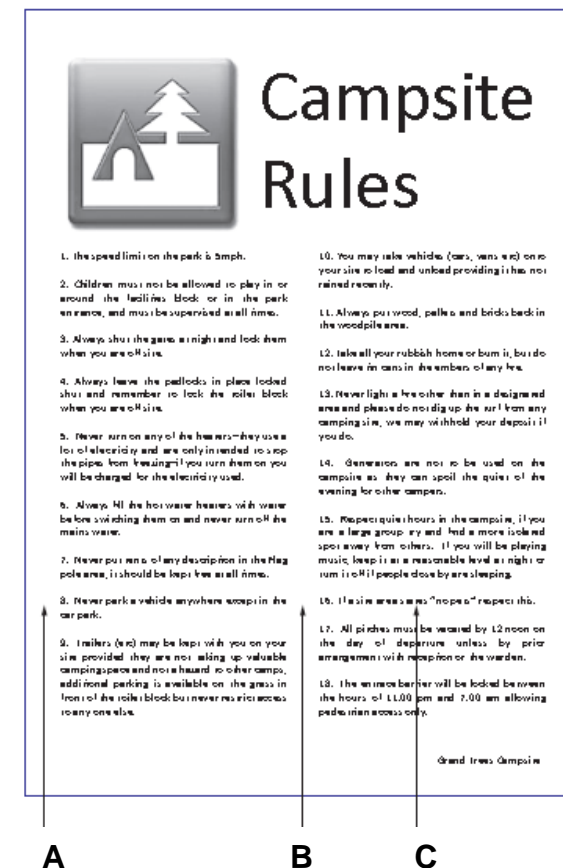 Campsite
Rules
1. The speed limit on the park is 5mph.
2. Children must not be allowed to play in or
around the facilities block or in the park
entrance, and must be supervised at all times.
3. Always shut the gates at night and lock them
when you are off site.
4. Always leave the padlocks in place locked
shut and remember to lock the toilet block
when you are off site.
5. Never turn on any of the heaters—they use a
lot of electricity and are only intended to stop
the pipes from freezing—if you turn them on you
will be charged for the electricity used.
6. Always fill the hot water heaters with water
before switching them on and never turn off the
mains water.
7. Never put tents of any description in the flag
pole area, it should be kept free at all times.
8. Never park a vehicle anywhere except in the
car park.
9. Trailers (etc) may be kept with you on your
site provided they are not taking up valuable
camping space and not a hazard to other camps,
additional parking is available on the grass in
front of the toilet block but never restrict access
to any one else.
10. You may take vehicles (cars, vans etc) onto
your site to load and unload providing it has not
rained recently.
11. Always put wood, pallets and bricks back in
the woodpile area.
12. Take all your rubbish home or burn it, but do
not leave tin cans in the embers of any fire.
13. Never light a fire other than in a designated
area and please do not dig up the turf from any
camping site, we may withhold your deposit if
you do.
14. Generators are not to be used on the
campsite as they can spoil the quiet of the
evening for other campers.
15. Respect quiet hours in the campsite, if you
are a large group try and find a more isolated
spot away from others. If you will be playing
music, keep it at a reasonable level at night or
turn it off if people close by are sleeping.
16. If a site area states "no pets" respect this.
17. All pitches must be vacated by 12 noon on
the day of departure unless by prior
arrangement with reception or the warden.
18. The entrace barrier will be locked between
the hours of 11.00 pm and 7.00 am allowing
pedestrian access only.
Grand Trees Campsite
A B C